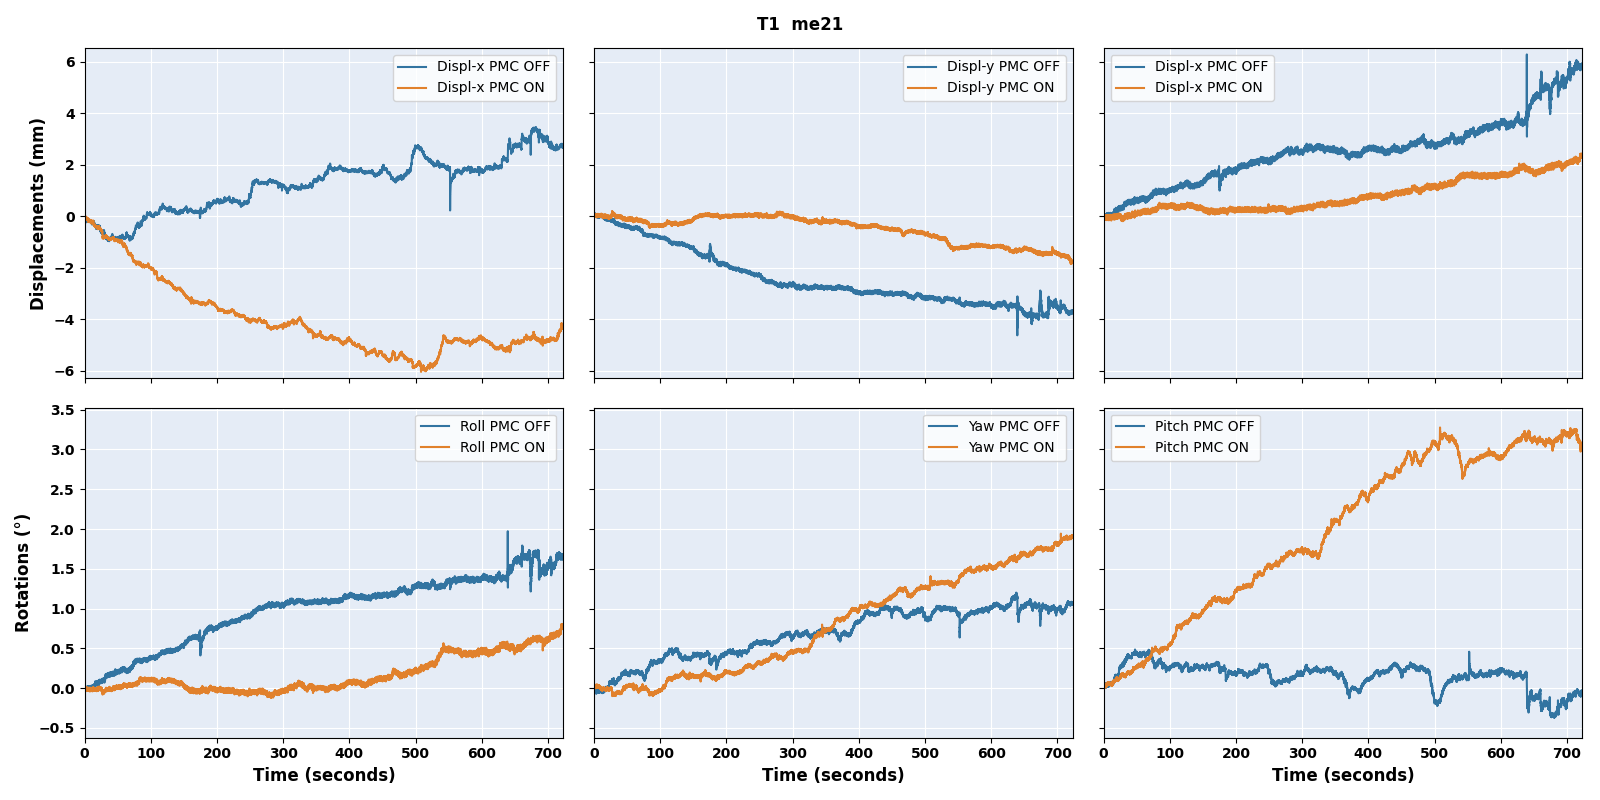 T1 me21
Displacements (mm)
6
4
2
0
−2
−4
−6
Displ-x PMC OFF
Displ-x PMC ON
Displ-y PMC OFF
Displ-y PMC ON
Displ-x PMC OFF
Displ-x PMC ON
Rotations (°)
3.5
3.0
2.5
2.0
1.5
1.0
0.5
0.0
−0.5
Roll PMC OFF
Roll PMC ON
Yaw PMC OFF
Yaw PMC ON
Pitch PMC OFF
Pitch PMC ON
0 100 200 300 400 500 600 700
0 100 200 300 400 500 600 700
0 100 200 300 400 500 600 700
Time (seconds)
Time (seconds)
Time (seconds)